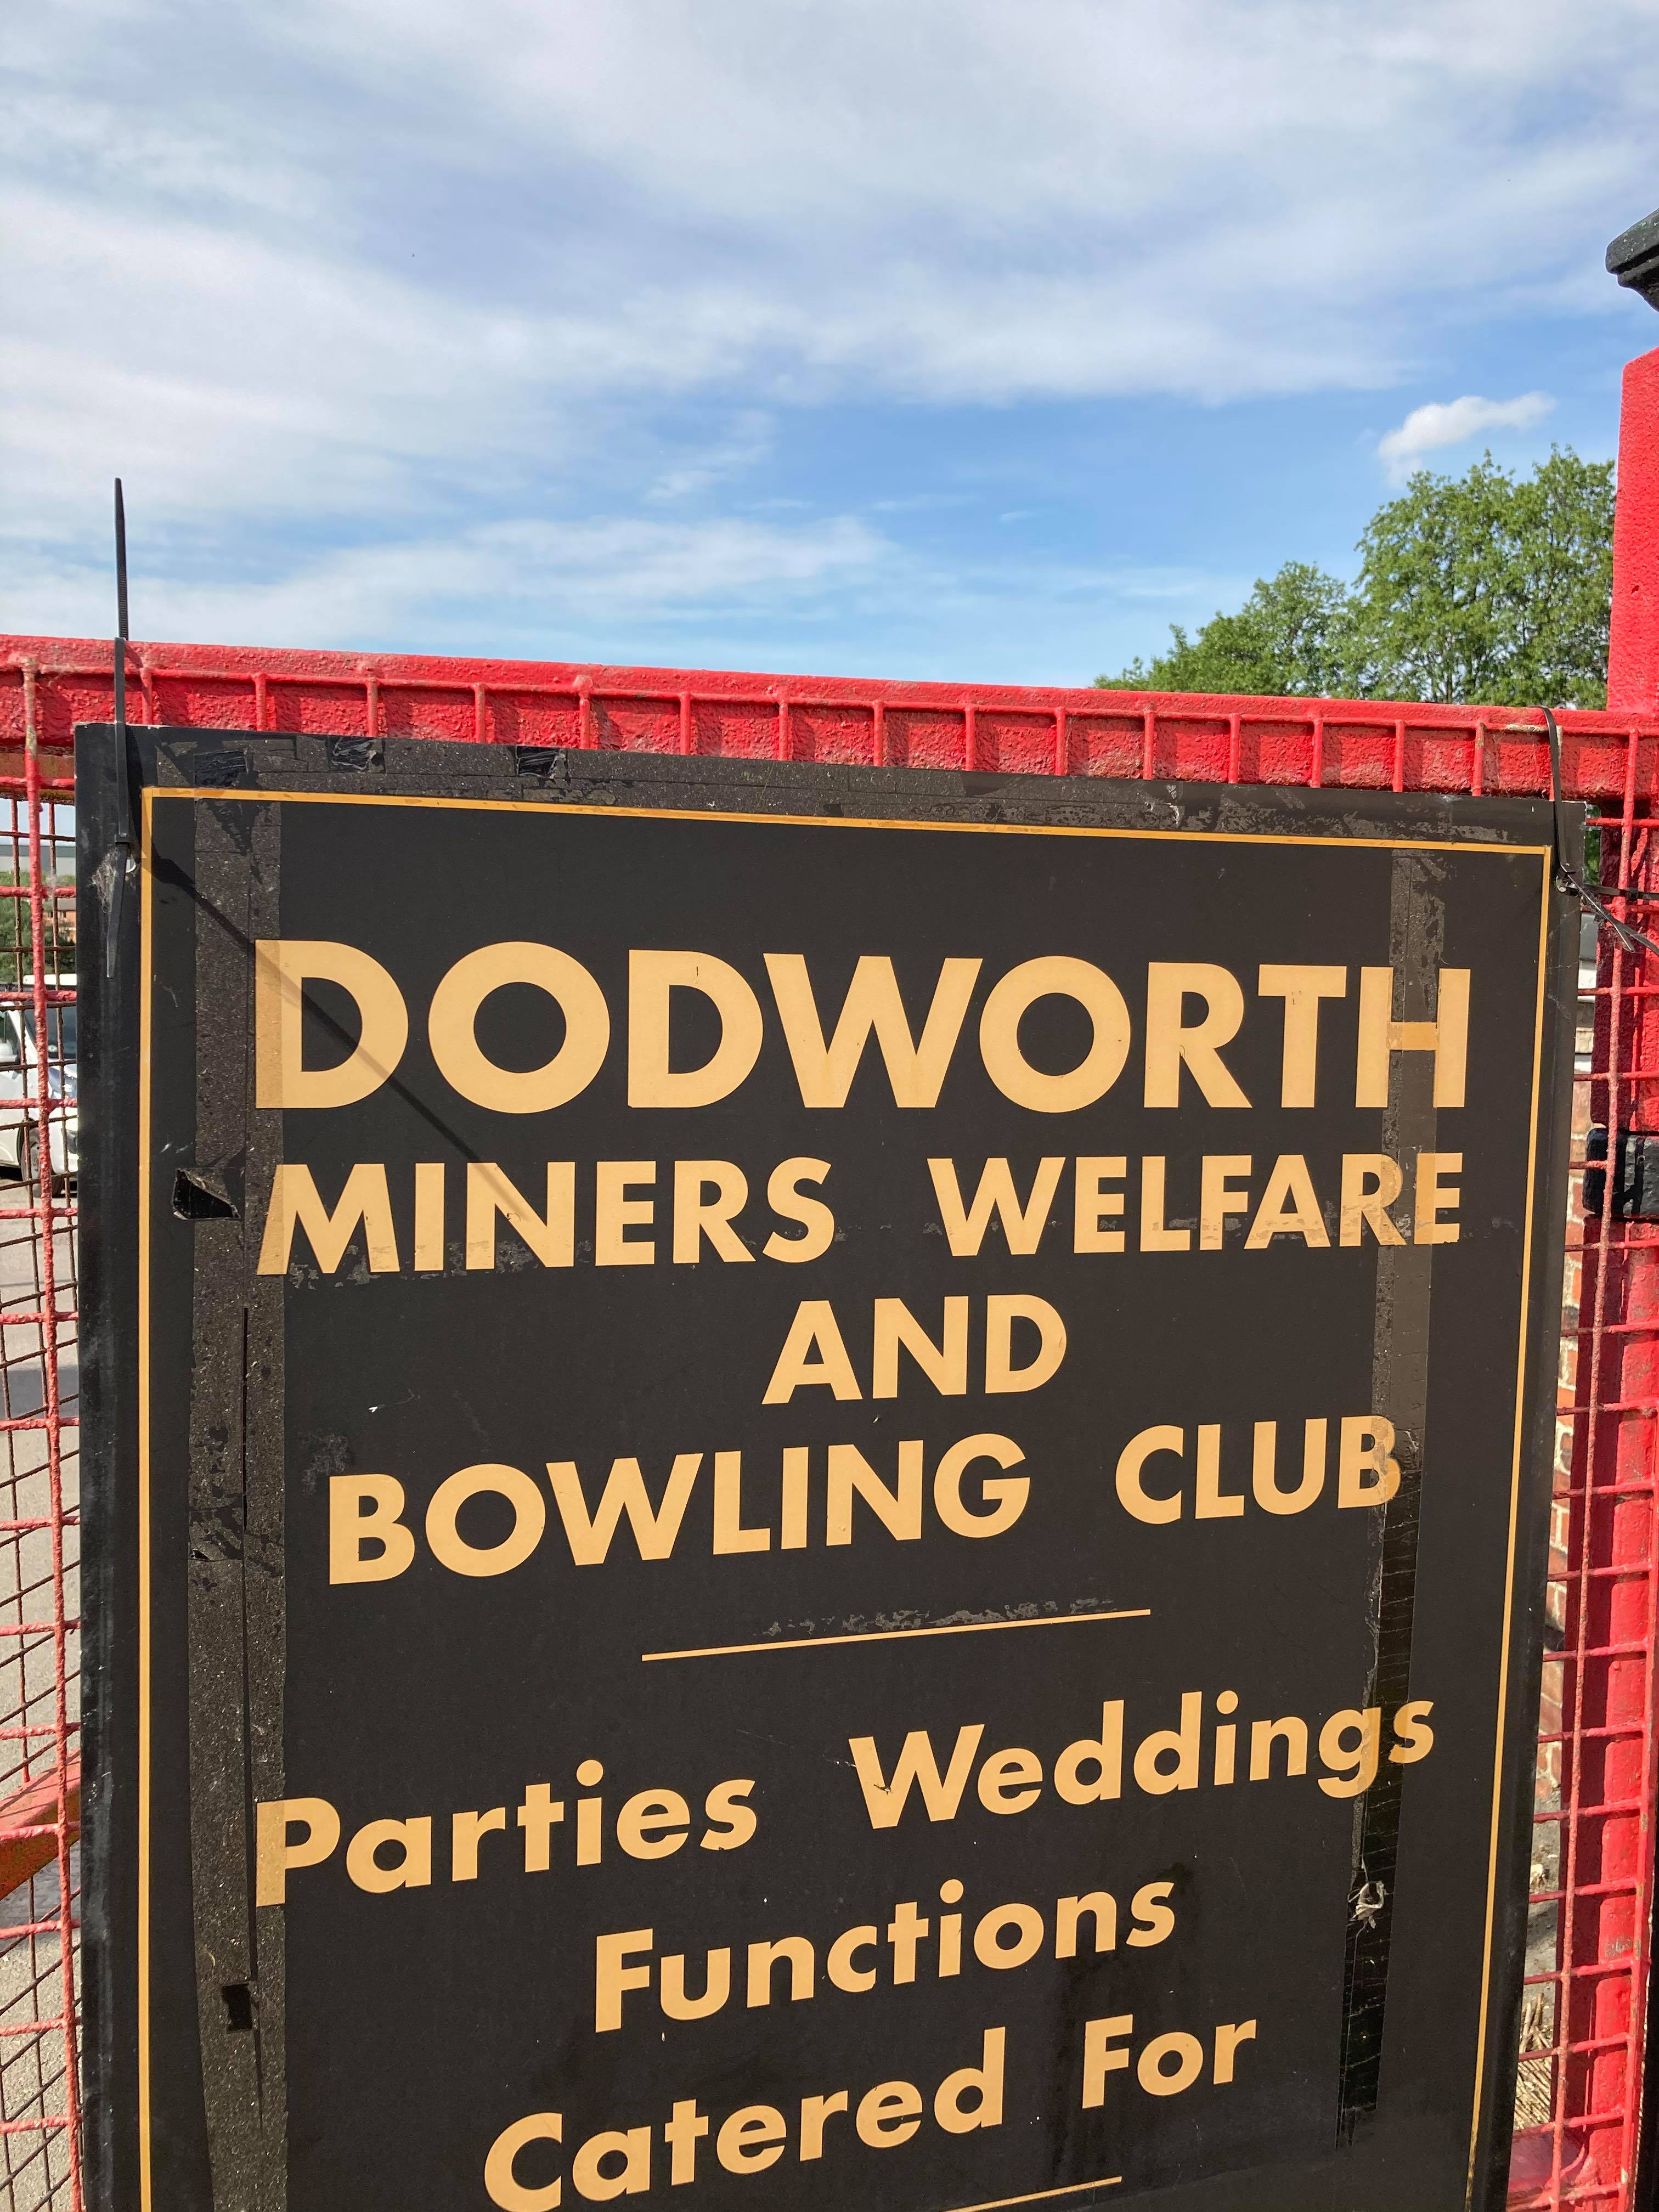 DODWORTH
MINERS WELFARE
AND
BOWLING CLUB
Parties Weddings
Functions
Catered For